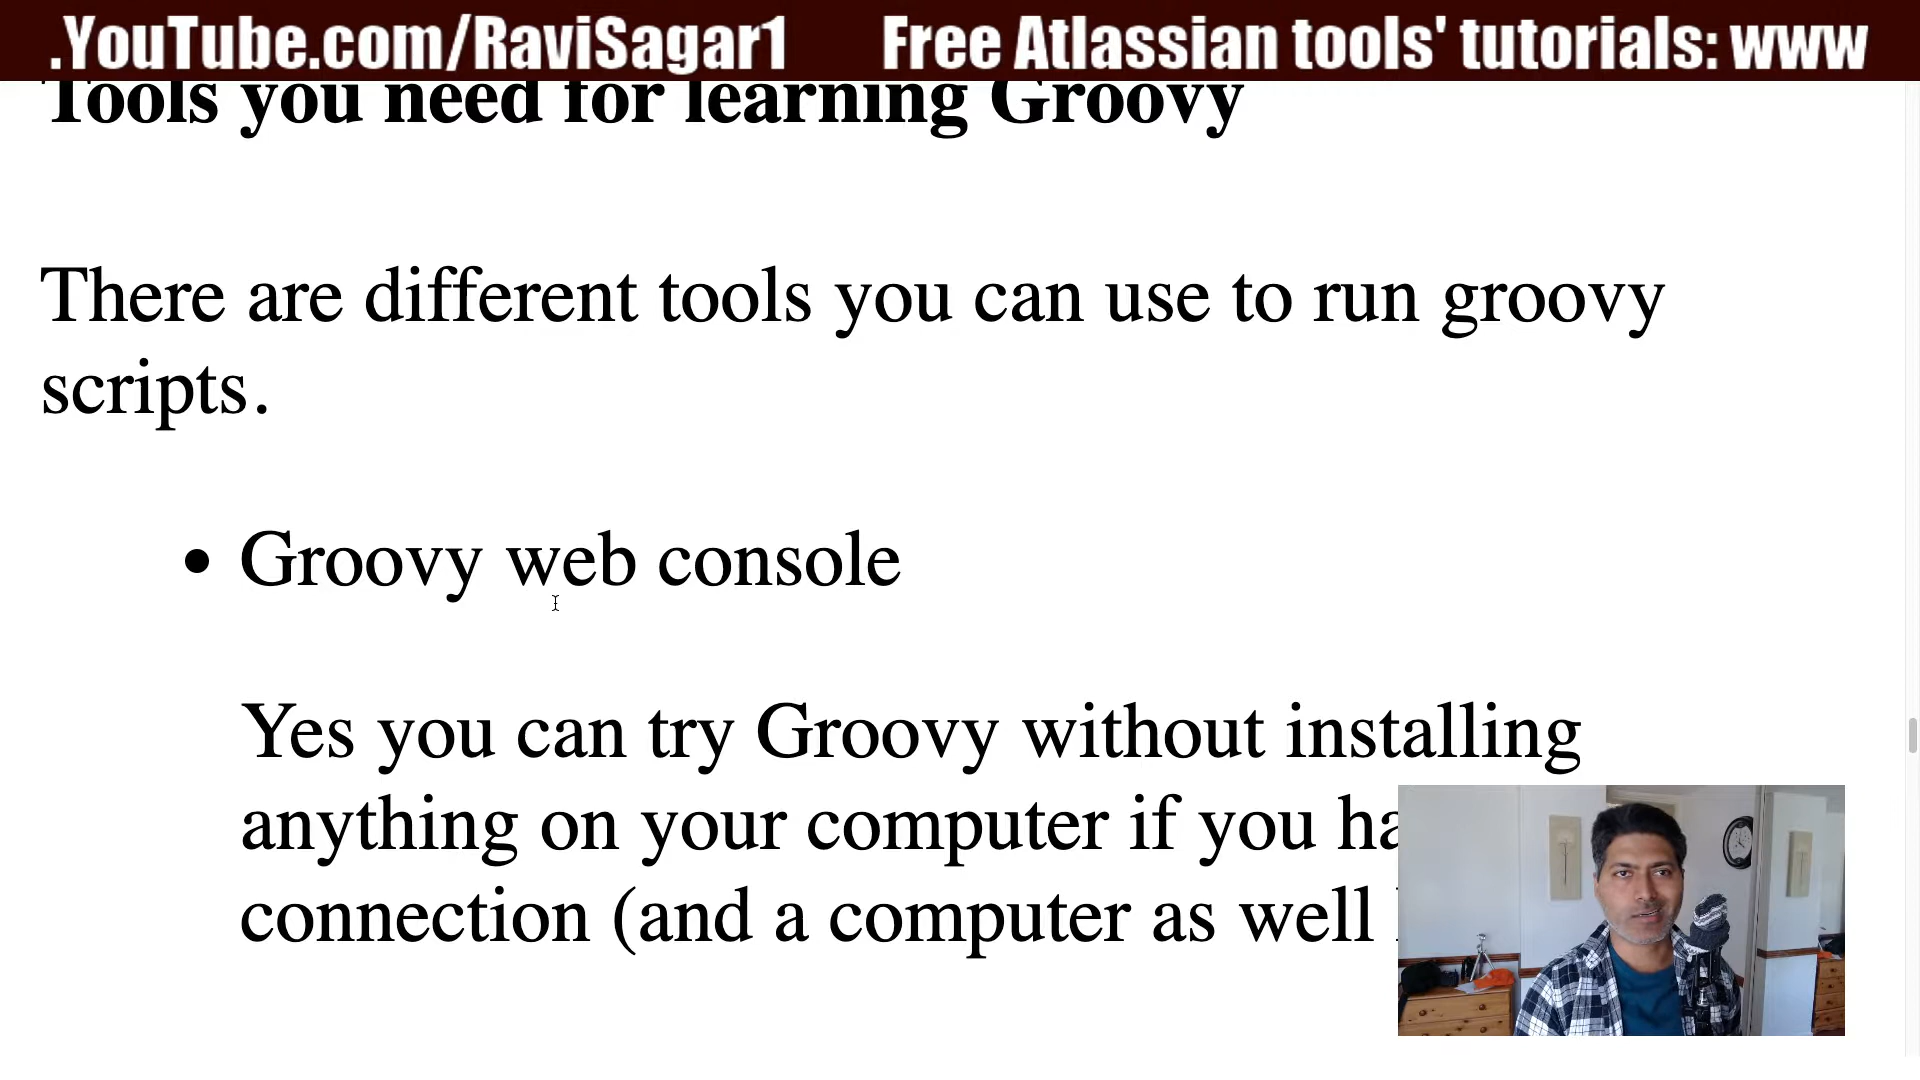 .YouTube.com/RaviSagar1 Free Atlassian tools' tutorials: www
Tools you need for learning Groovy
There are different tools you can use to run groovy
scripts.
• Groovy web console
Yes you can try Groovy without installing
anything on your computer if you ha
connection (and a computer as well